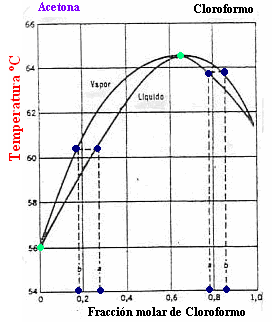 Acetona
Cloroformo
Temperatura ºC
66
64
62
60
58
56
54
Vapor
Líquido
b
a
a
b
0
0,2
0,4
0,6
0,8
1,0
Fracción molar de Cloroformo